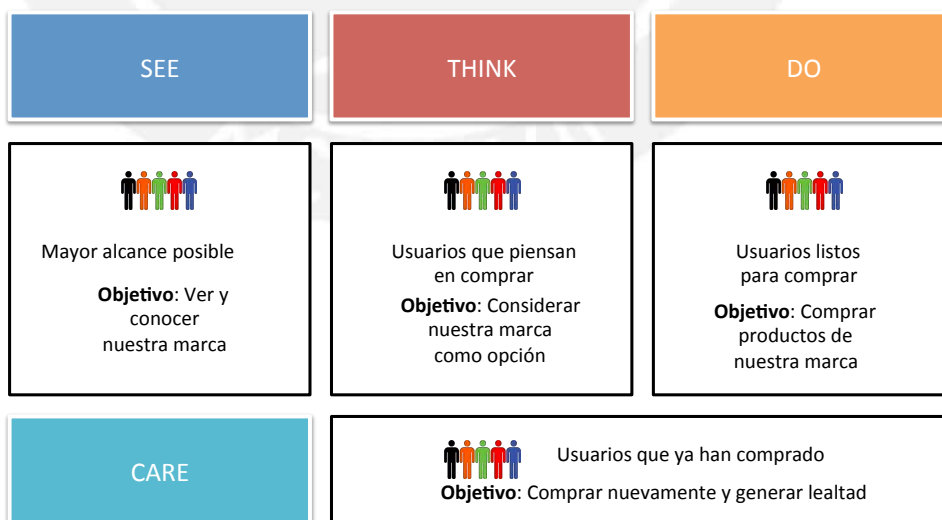 SEE
THINK
DO
Mayor alcance posible
Objetivo: Ver y
conocer
nuestra marca
Usuarios que piensan
en comprar
Objetivo: Considerar
nuestra marca
como opción
Usuarios listos
para comprar
Objetivo: Comprar
productos de
nuestra marca
CARE
Usuarios que ya han comprado
Objetivo: Comprar nuevamente y generar lealtad